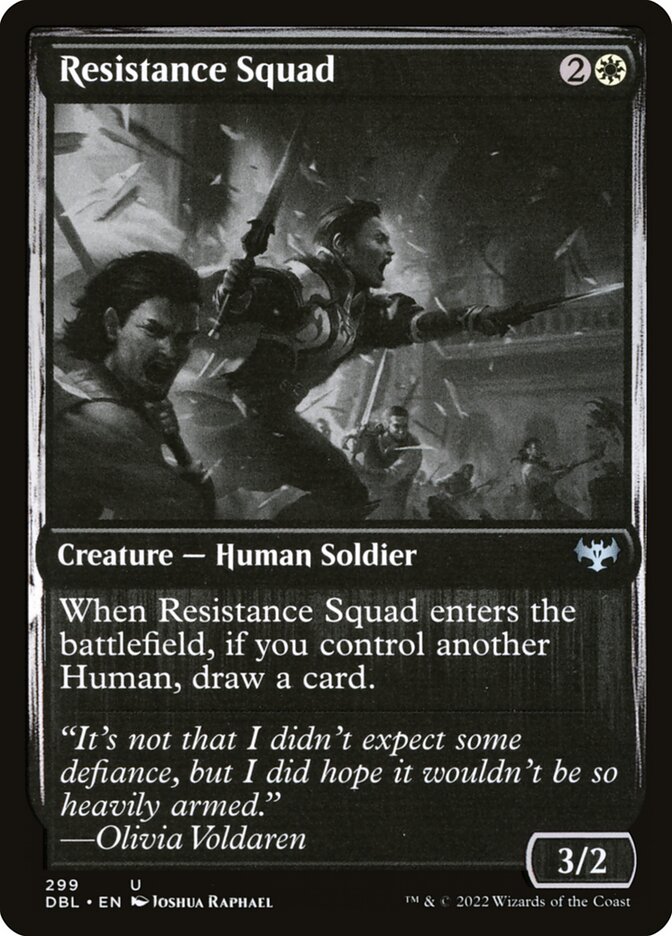 Resistance Squad 2
Creature — Human Soldier
When Resistance Squad enters the
battlefield, if you control another
Human, draw a card.
“It’s not that I didn’t expect some
defiance, but I did hope it wouldn’t be so
heavily armed.”
—Olivia Voldaren
3/2
299 U
DBL • EN Joshua Raphael
™ & © 2022 Wizards of the Coast